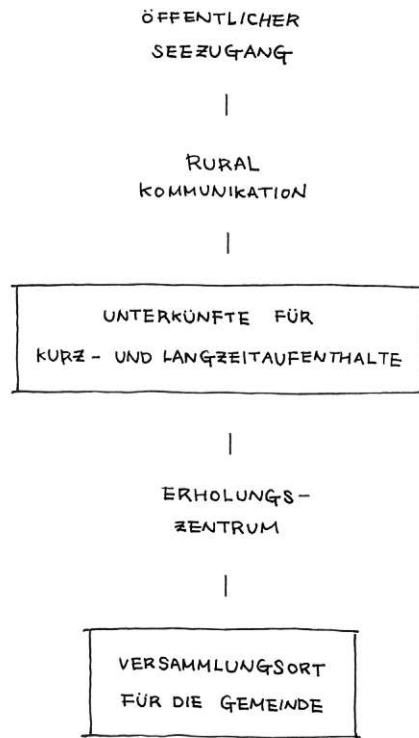 ÖFFENTLICHER
SEEZUGANG
RURAL
KOMMUNIKATION
UNTERKÜNFTE FÜR
KURZ- UND LANGZEITAUFENTHALTE
ERHOLUNGS-
ZENTRUM
VERSAMMLUNGSORT
FÜR DIE GEMEINDE